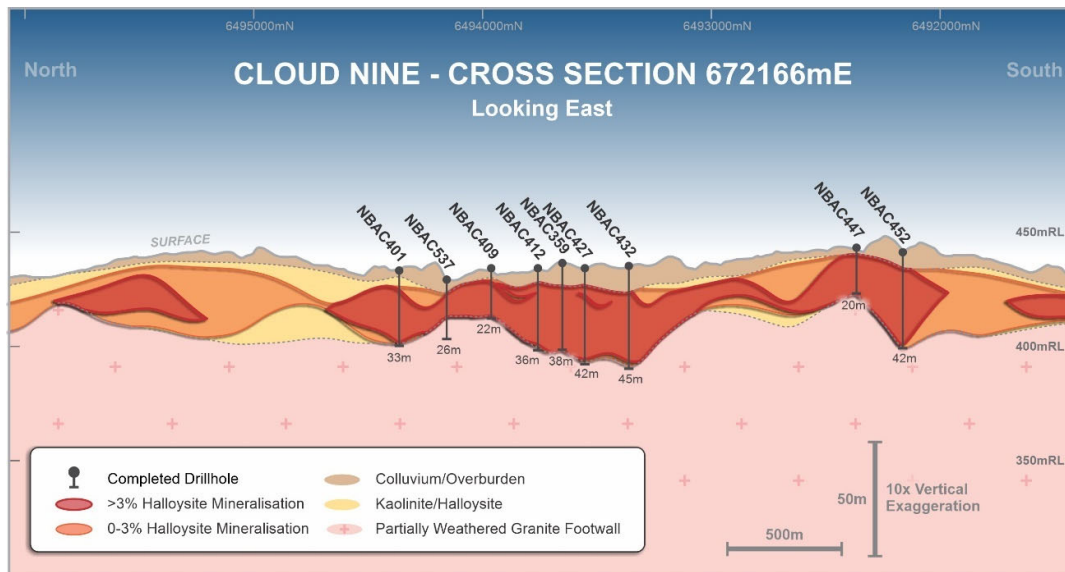 6495000mN
6494000mN
6493000mN
6492000mN
North
CLOUD NINE - CROSS SECTION 672166mE
South
Looking East
NBAC401
NBAC537
NBAC409
NBAC412
NBAC359
NBAC427
NBAC432
NBAC447
NBAC452
450mRL
SURFACE
20m
22m
26m
33m
36m
38m
42m
45m
42m
400mRL
350mRL
Completed Drillhole
>3% Halloysite Mineralisation
0-3% Halloysite Mineralisation
Colluvium/Overburden
Kaolinite/Halloysite
Partially Weathered Granite Footwall
500m
50m
10x Vertical
Exaggeration